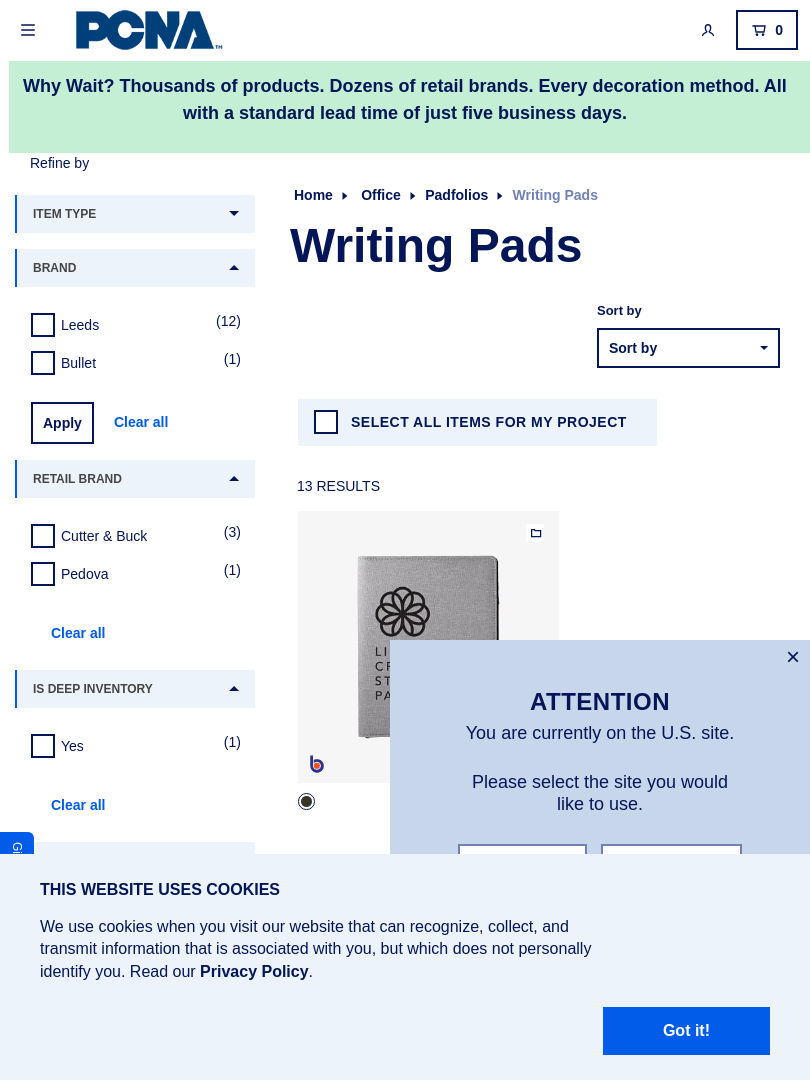 PCNA™
0
Why Wait? Thousands of products. Dozens of retail brands. Every decoration method. All
with a standard lead time of just five business days.
Refine by
Home Office Padfolios Writing Pads
Writing Pads
ITEM TYPE
BRAND
Leeds (12)
Bullet (1)
Apply Clear all
RETAIL BRAND
Cutter & Buck (3)
Pedova (1)
Clear all
IS DEEP INVENTORY
Yes (1)
Clear all
Sort by
Sort by
SELECT ALL ITEMS FOR MY PROJECT
13 RESULTS
b
×
ATTENTION
You are currently on the U.S. site.
Please select the site you would
like to use.
THIS WEBSITE USES COOKIES
We use cookies when you visit our website that can recognize, collect, and
transmit information that is associated with you, but which does not personally
identify you. Read our Privacy Policy.
Got it!